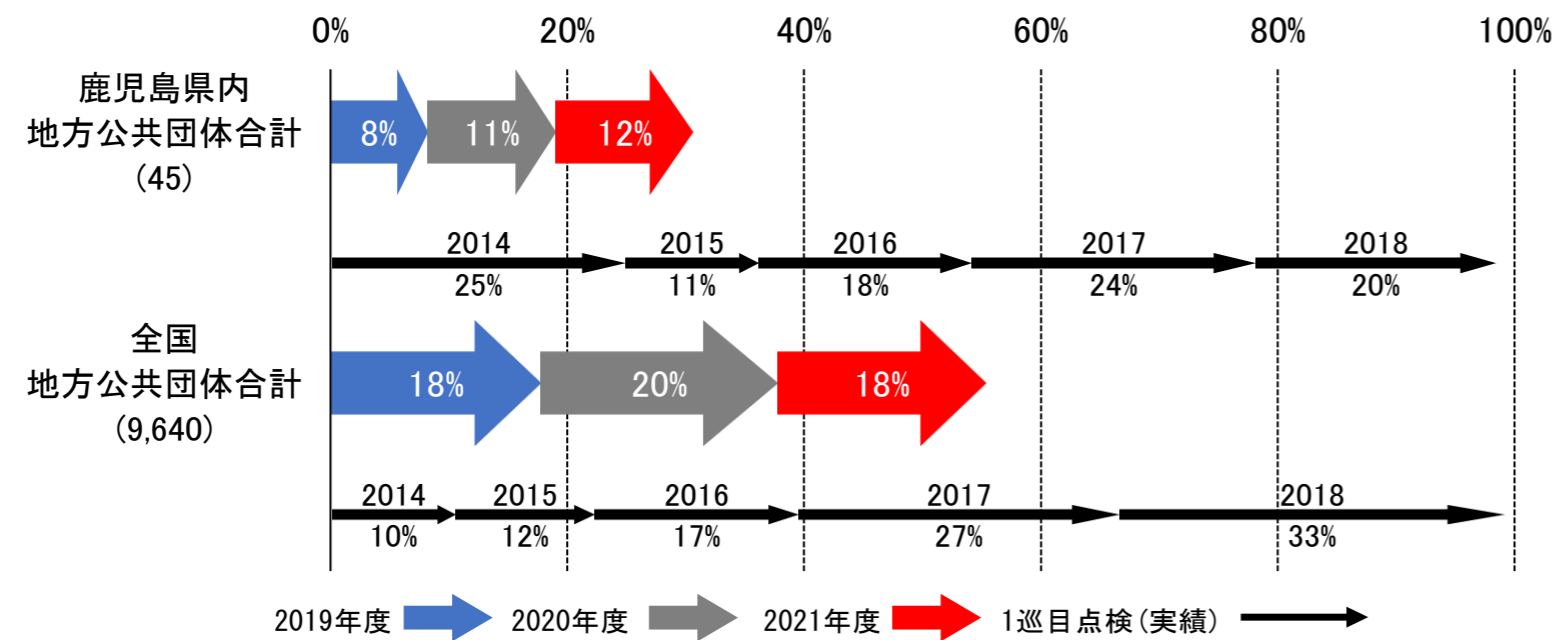 0% 20% 40% 60% 80% 100%
鹿児島県内
地方公共団体合計
(45)
8% 11% 12%
2014 2015 2016 2017 2018
25% 11% 18% 24% 20%
全国
地方公共団体合計
(9,640)
18% 20% 18%
2014 2015 2016 2017 2018
10% 12% 17% 27% 33%
2019年度 2020年度 2021年度 1巡目点検(実績)